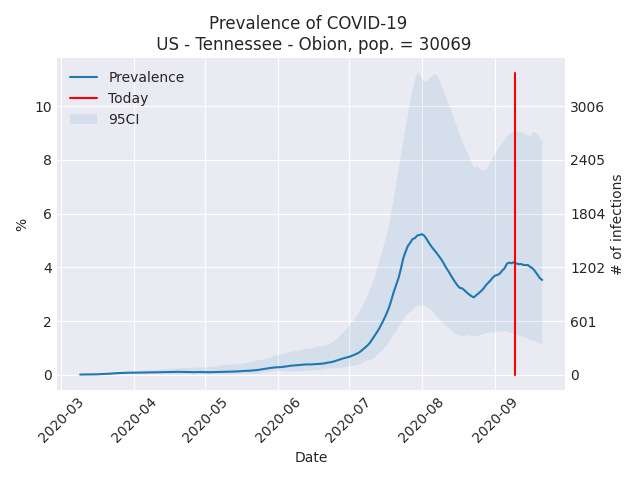 Prevalence of COVID-19
US - Tennessee - Obion, pop. = 30069
Prevalence
Today
95CI
%
10
8
6
4
2
0
3006
2405
1804
1202
601
0
# of infections
2020-03
2020-04
2020-05
2020-06
2020-07
2020-08
2020-09
Date